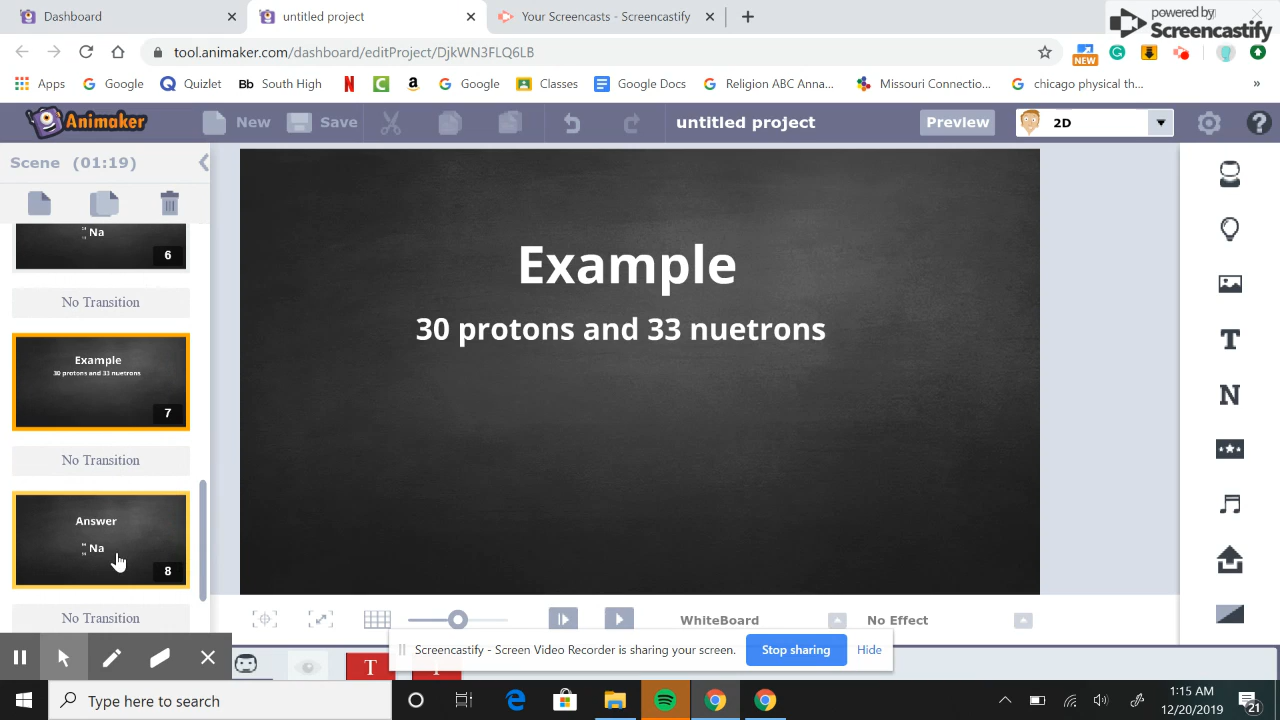 Dashboard
untitled project
Your Screencasts - Screencastify
powered by
Screencastify
tool.animaker.com/dashboard/editProject/DjkWN3FLQ6LB
NEW
Apps
Google
Quizlet
Bb South High
Google
Classes
Google Docs
Religion ABC Anna...
Missouri Connectio...
chicago physical th...
»
Animaker
New
Save
untitled project
Preview
2D
Scene (01:19)
Na
6
No Transition
Example
30 protons and 33 nuetrons
7
No Transition
Answer
Na
8
No Transition
Example
30 protons and 33 nuetrons
WhiteBoard
No Effect
Screencastify - Screen Video Recorder is sharing your screen.
Stop sharing
Hide
Type here to search
1:15 AM
12/20/2019
21